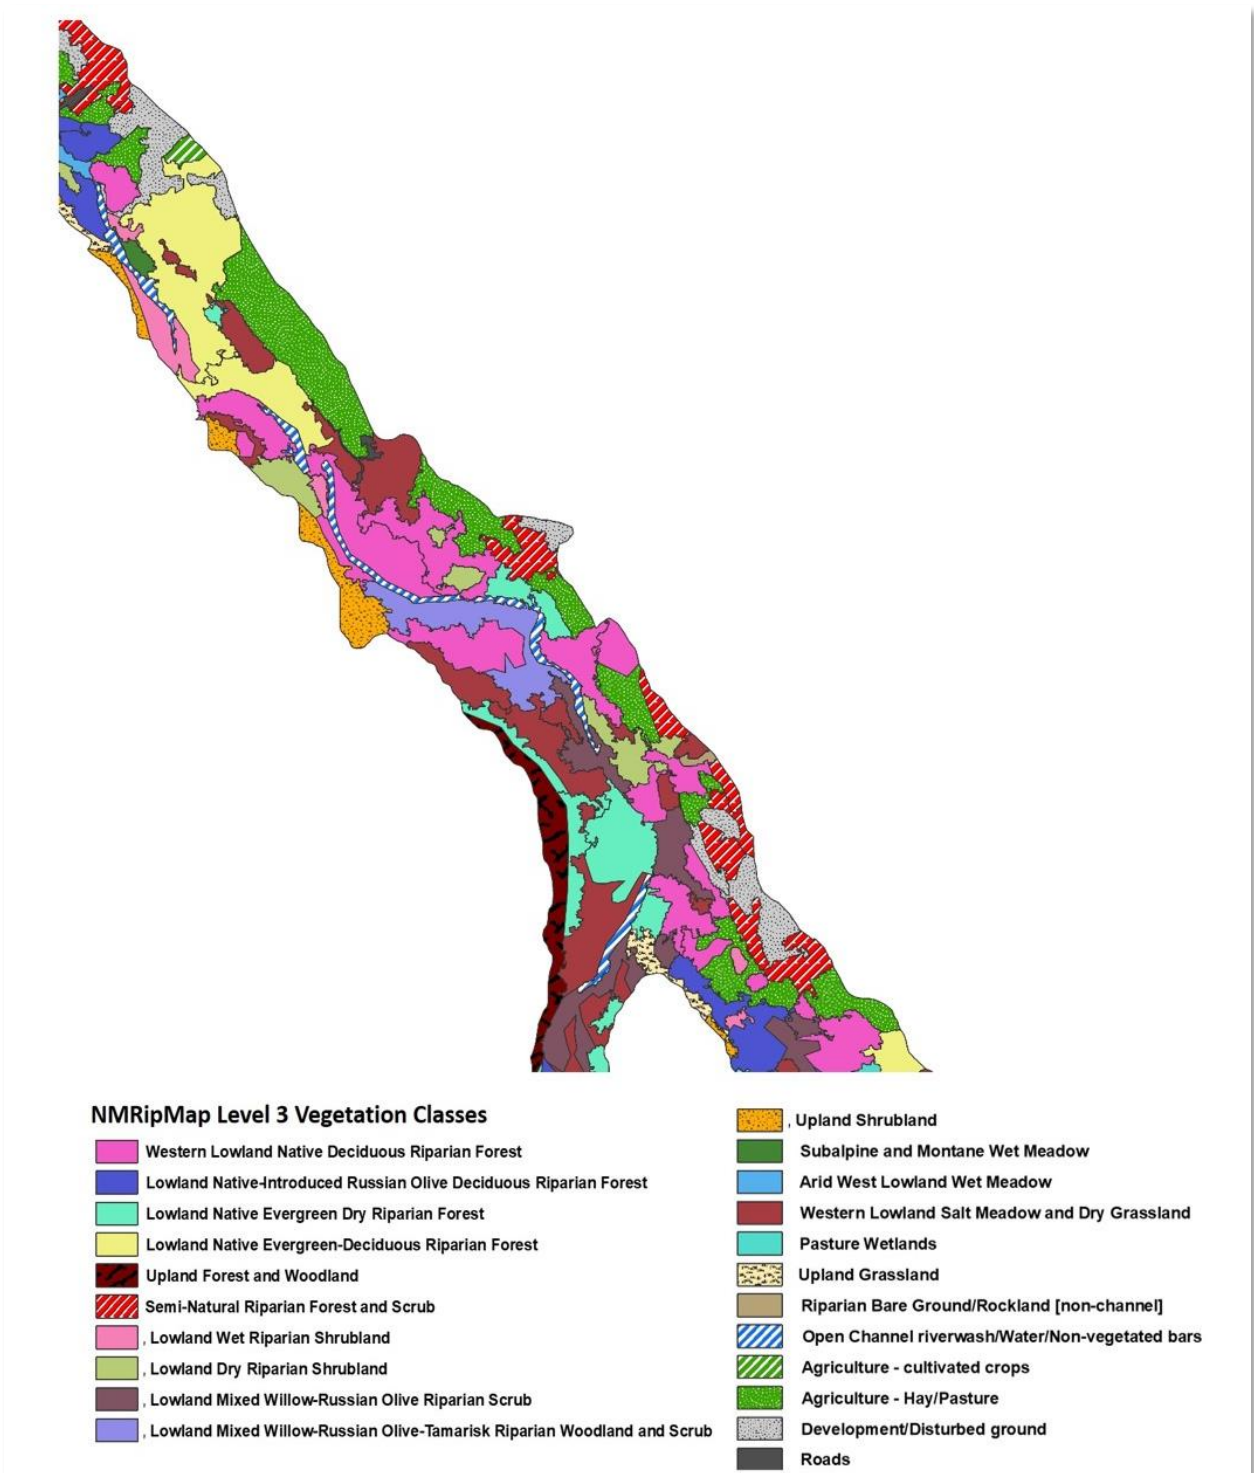 NMRipMap Level 3 Vegetation Classes
Western Lowland Native Deciduous Riparian Forest
Lowland Native-Introduced Russian Olive Deciduous Riparian Forest
Lowland Native Evergreen Dry Riparian Forest
Lowland Native Evergreen-Deciduous Riparian Forest
Upland Forest and Woodland
Semi-Natural Riparian Forest and Scrub
, Lowland Wet Riparian Shrubland
, Lowland Dry Riparian Shrubland
, Lowland Mixed Willow-Russian Olive Riparian Scrub
, Lowland Mixed Willow-Russian Olive-Tamarisk Riparian Woodland and Scrub
, Upland Shrubland
Subalpine and Montane Wet Meadow
Arid West Lowland Wet Meadow
Western Lowland Salt Meadow and Dry Grassland
Pasture Wetlands
Upland Grassland
Riparian Bare Ground/Rockland [non-channel]
Open Channel riverwash/Water/Non-vegetated bars
Agriculture - cultivated crops
Agriculture - Hay/Pasture
Development/Disturbed ground
Roads